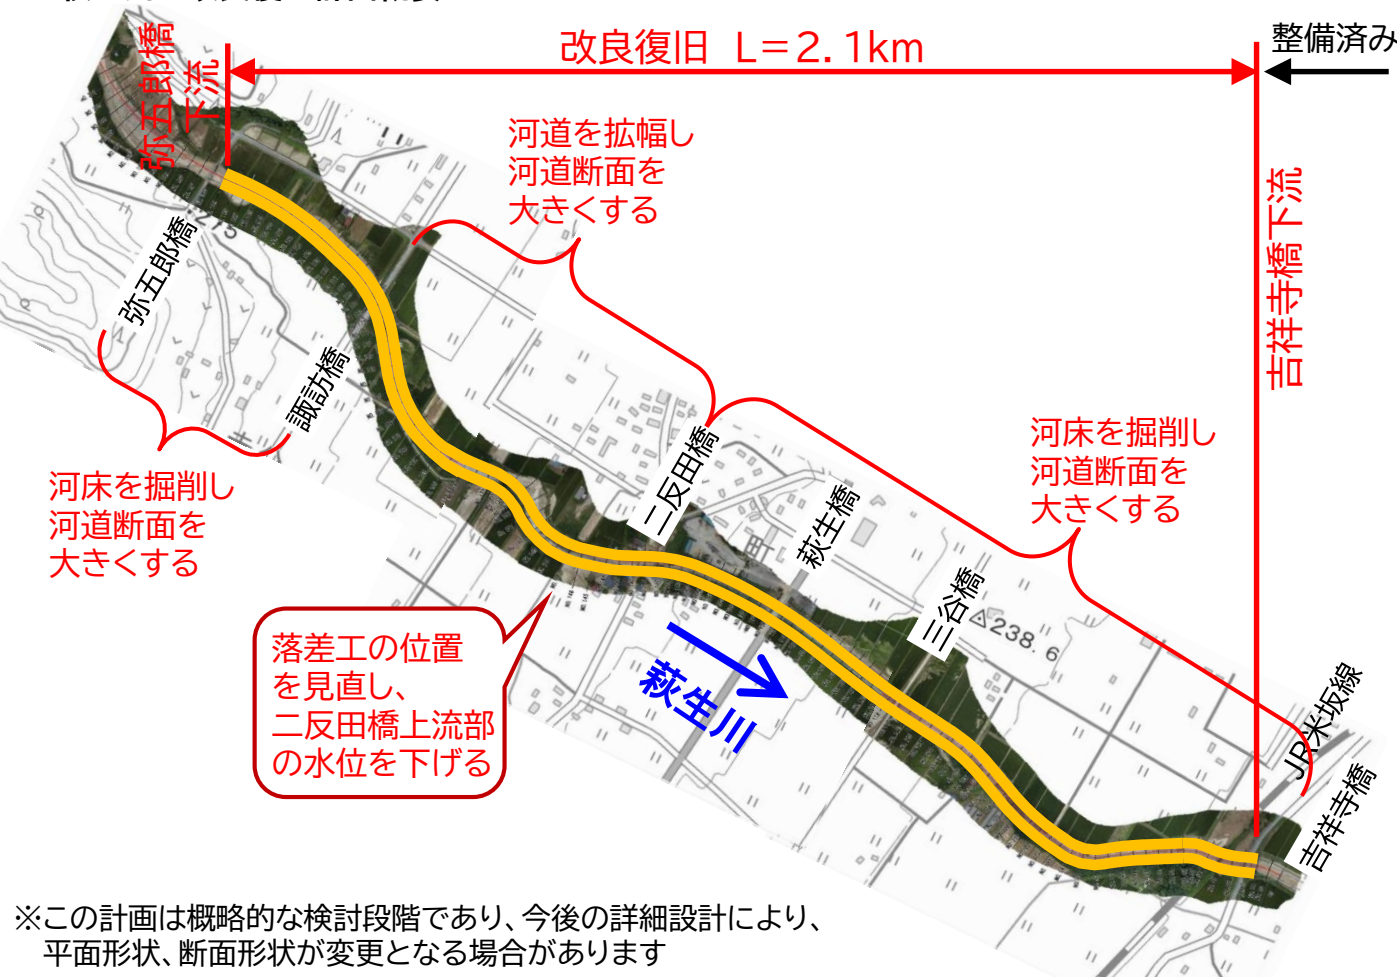 改良復旧 L=2.1km
整備済み
弥五郎橋
下流
河道を拡幅し
河道断面を
大きくする
吉祥寺橋下流
弥五郎橋
諏訪橋
河床を掘削し
河道断面を
大きくする
二反田橋
萩生橋
三谷橋
238.6
河床を掘削し
河道断面を
大きくする
落差工の位置
を見直し、
二反田橋上流部
の水位を下げる
萩生川
JR米坂線
吉祥寺橋
※この計画は概略的な検討段階であり、今後の詳細設計により、
平面形状、断面形状が変更となる場合があります